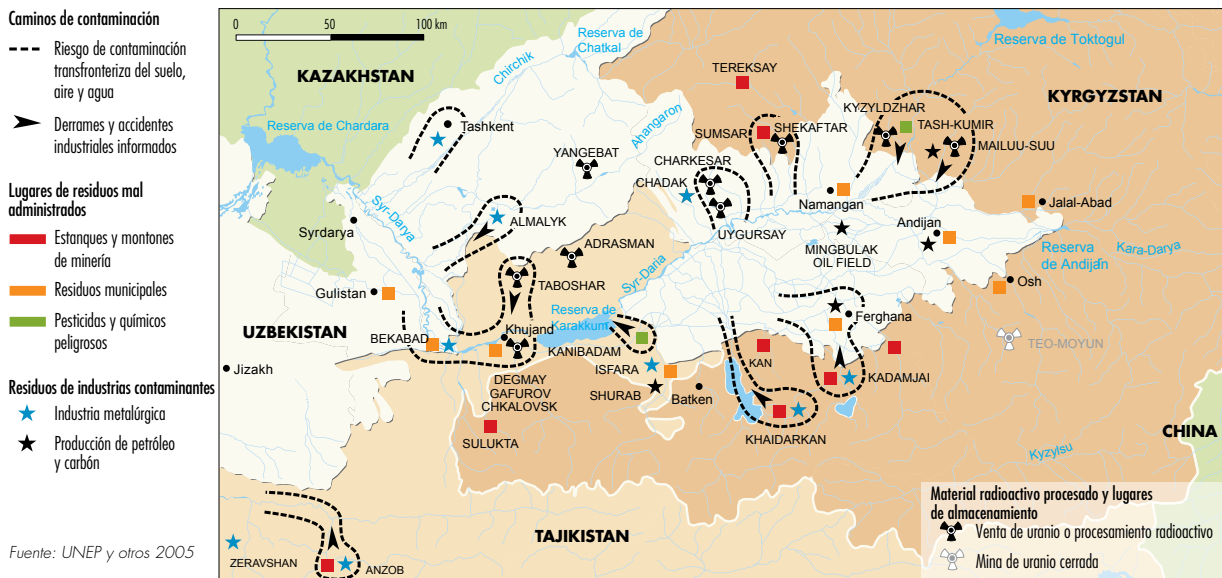 Caminos de contaminación
Riesgo de contaminación
transfronteriza del suelo,
aire y agua
Derrames y accidentes
industriales informados
Lugares de residuos mal
administrados
Estanques y montones
de minería
Residuos municipales
Pesticidas y químicos
peligrosos
Residuos de industrias contaminantes
Industria metalúrgica
Producción de petróleo
y carbón
Fuente: UNEP y otros 2005
0 50 100 km
KAZAKHSTAN
Chirchik
Reserva de
Chatkal
Reserva de Toktogul
TEREKSAY
KYRGYZSTAN
Reserva de Chardara
Tashkent
Ahangaron
SUMSAR
SHEKAFTAR
KYZYLDZHAR
TASH-KUMIR
MAILUU-SUU
YANGEBAT
CHARKESAR
CHADAK
Namangan
Jalal-Abad
Syr-Darya
Syrdarya
ALMALYK
UYGURSAY
Andijan
MINGBULAK
OIL FIELD
Reserva
de Andiján
Kara-Darya
ADRASMAN
Syr-Daria
TABOSHAR
Osh
Gulistan
Reserva de
Karakkum
Ferghana
UZBEKISTAN
BEKABAD
Khujand
KANIBADAM
TEO-MOYUN
Jizakh
DEGMAY
GAFUROV
CHKALOVSK
ISFARA
SHURAB
Batken
KAN
KADAMJAI
SULUKTA
KHAIDARKAN
CHINA
Kyzylsu
TAJIKISTAN
ZERAVSHAN
ANZOB
Material radioactivo procesado y lugares
de almacenamiento
Venta de uranio o procesamiento radioactivo
Mina de uranio cerrada